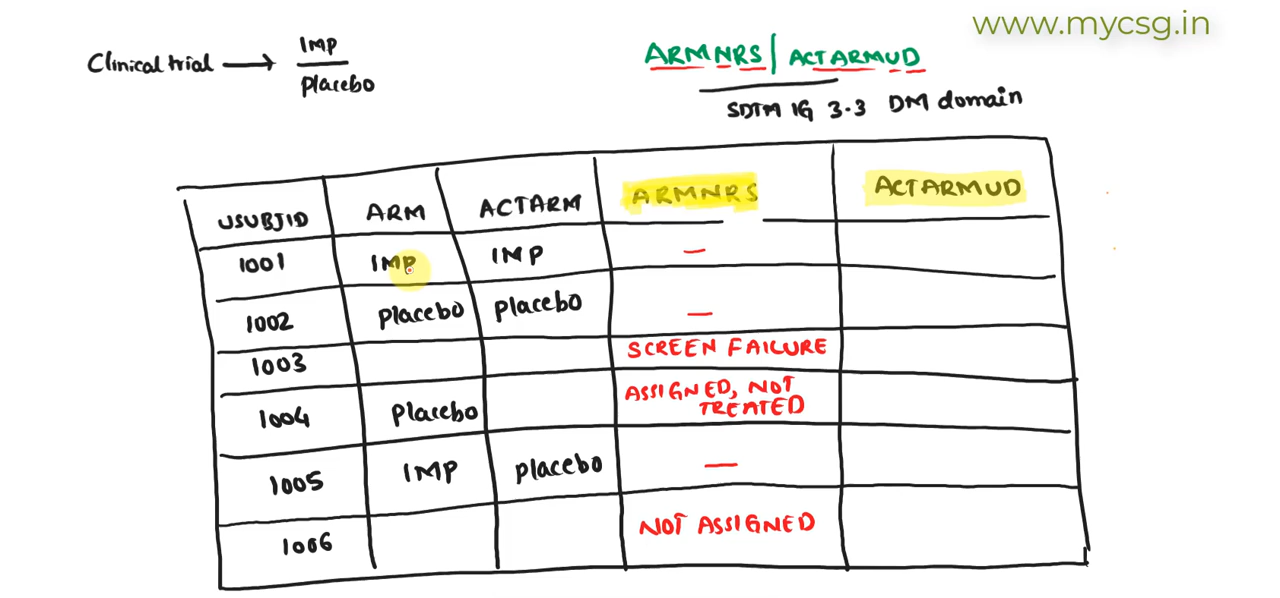 www.mycsg.in
Clinical trial → IMP
Placebo
ARMNRS | ACTARMUD
SDTM IG 3.3 DM domain
USUBJID ARM ACTARM ARMNRS ACTARMUD
1001 IMP IMP —
1002 Placebo Placebo —
1003 SCREEN FAILURE
1004 Placebo ASSIGNED, NOT
TREATED
1005 IMP Placebo —
1006 NOT ASSIGNED